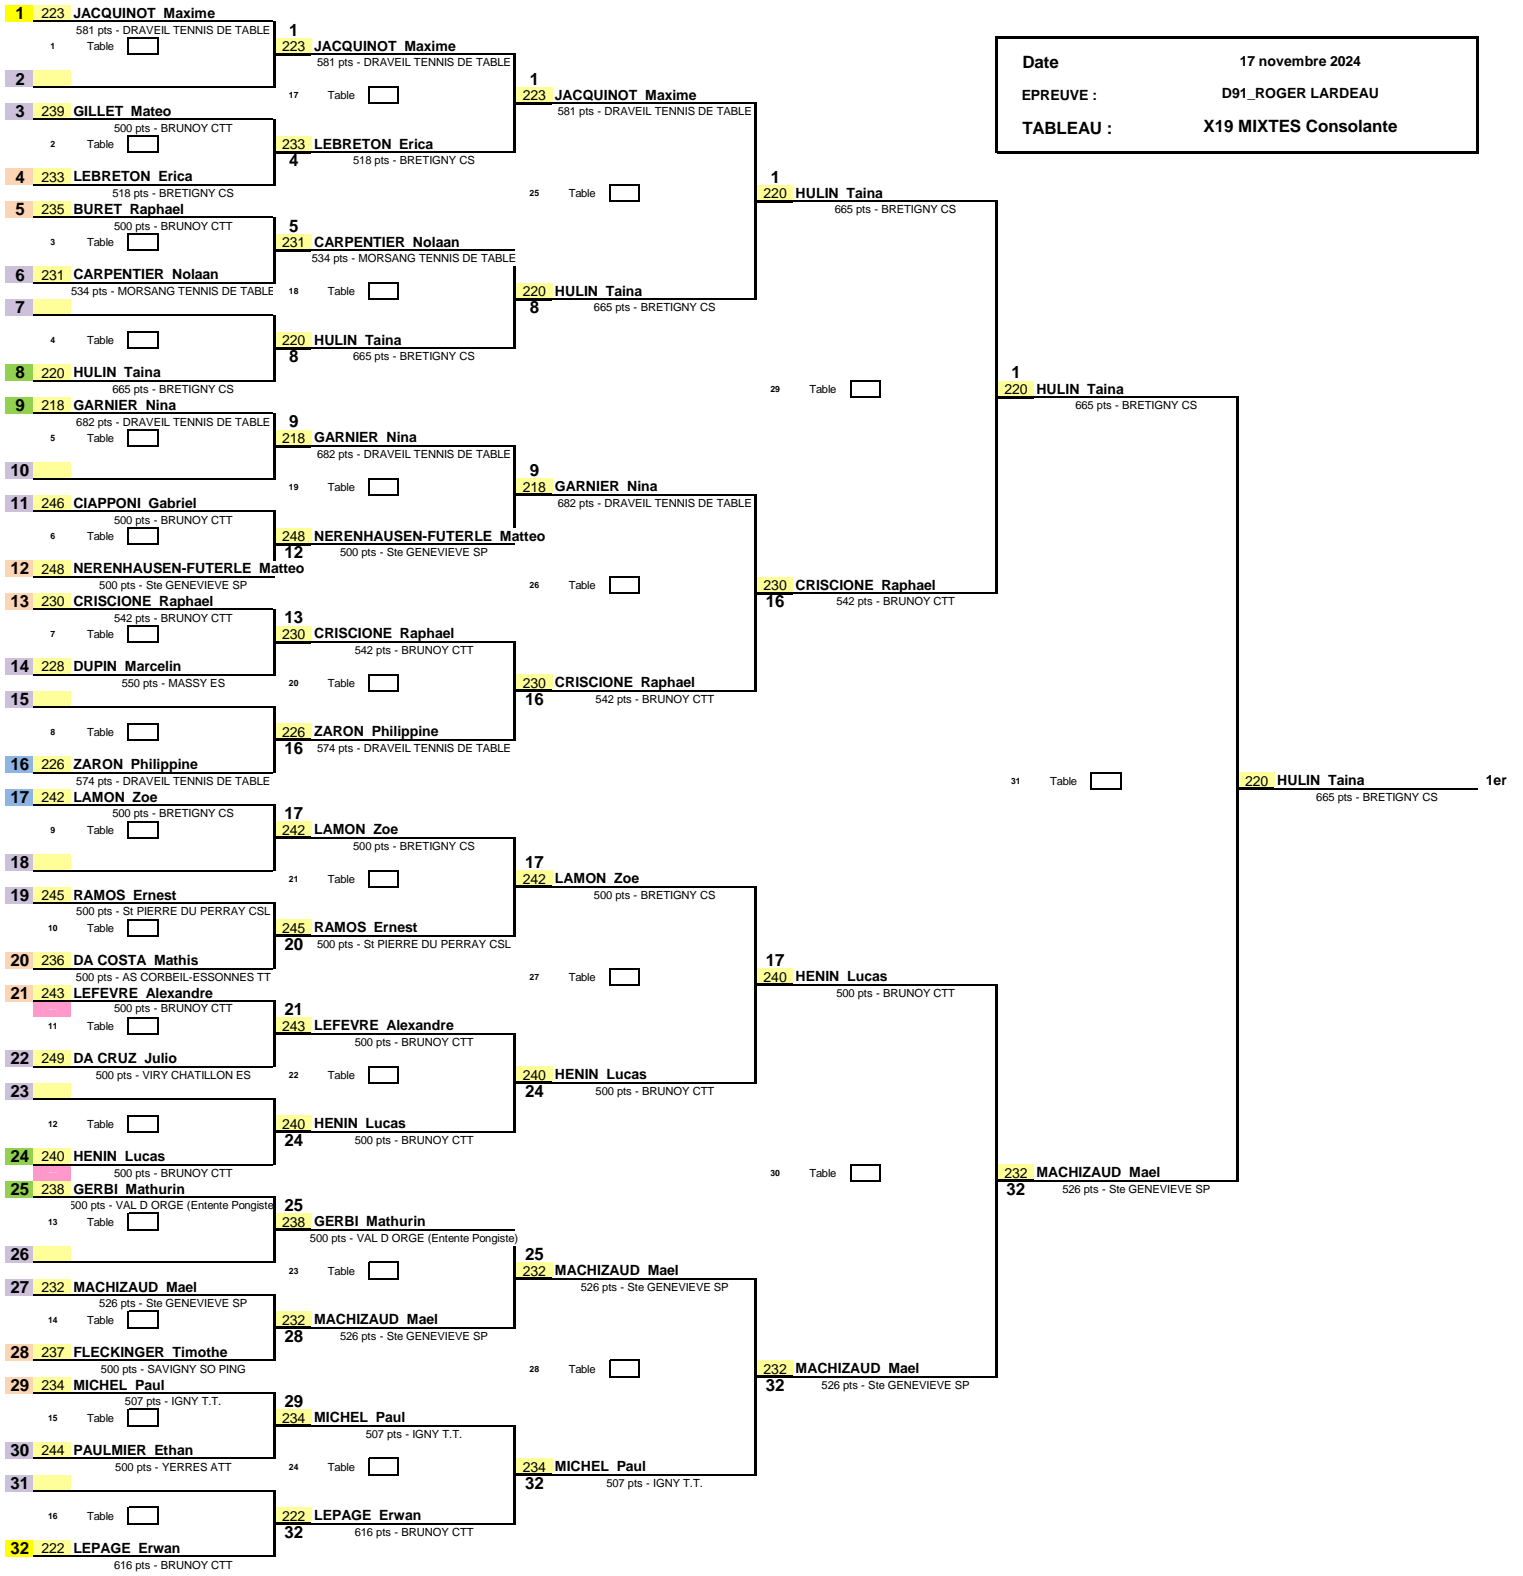 Date 17 novembre 2024
EPREUVE : D91_ROGER LARDEAU
TABLEAU : X19 MIXTES Consolante
1 223 JACQUINOT Maxime
581 pts - DRAVEIL TENNIS DE TABLE
1 Table
2
3 239 GILLET Mateo
500 pts - BRUNOY CTT
2 Table
4 233 LEBRETON Erica
518 pts - BRETIGNY CS
5 235 BURET Raphael
500 pts - BRUNOY CTT
3 Table
6 231 CARPENTIER Nolaan
534 pts - MORSANG TENNIS DE TABLE
7
4 Table
8 220 HULIN Taina
665 pts - BRETIGNY CS
9 218 GARNIER Nina
682 pts - DRAVEIL TENNIS DE TABLE
5 Table
10
11 246 CIAPPONI Gabriel
500 pts - BRUNOY CTT
6 Table
12 248 NERENHAUSEN-FUTERLE Matteo
500 pts - Ste GENEVIEVE SP
13 230 CRISCIONE Raphael
542 pts - BRUNOY CTT
7 Table
14 228 DUPIN Marcelin
550 pts - MASSY ES
15
8 Table
16 226 ZARON Philippine
574 pts - DRAVEIL TENNIS DE TABLE
17 242 LAMON Zoe
500 pts - BRETIGNY CS
9 Table
18
19 245 RAMOS Ernest
500 pts - St PIERRE DU PERRAY CSL
10 Table
20 236 DA COSTA Mathis
500 pts - AS CORBEIL-ESSONNES TT
21 243 LEFEVRE Alexandre
500 pts - BRUNOY CTT
11 Table
22 249 DA CRUZ Julio
500 pts - VIRY CHATILLON ES
23
12 Table
24 240 HENIN Lucas
500 pts - BRUNOY CTT
25 238 GERBI Mathurin
500 pts - VAL D ORGE (Entente Pongiste
13 Table
26
27 232 MACHIZAUD Mael
526 pts - Ste GENEVIEVE SP
14 Table
28 237 FLECKINGER Timothe
500 pts - SAVIGNY SO PING
29 234 MICHEL Paul
507 pts - IGNY T.T.
15 Table
30 244 PAULMIER Ethan
500 pts - YERRES ATT
31
16 Table
32 222 LEPAGE Erwan
616 pts - BRUNOY CTT
1
223 JACQUINOT Maxime
581 pts - DRAVEIL TENNIS DE TABLE
17 Table
233 LEBRETON Erica
4 518 pts - BRETIGNY CS
5
231 CARPENTIER Nolaan
534 pts - MORSANG TENNIS DE TABLE
18 Table
220 HULIN Taina
8 665 pts - BRETIGNY CS
9
218 GARNIER Nina
682 pts - DRAVEIL TENNIS DE TABLE
19 Table
248 NERENHAUSEN-FUTERLE Matteo
12 500 pts - Ste GENEVIEVE SP
13
230 CRISCIONE Raphael
542 pts - BRUNOY CTT
20 Table
226 ZARON Philippine
16 574 pts - DRAVEIL TENNIS DE TABLE
17
242 LAMON Zoe
500 pts - BRETIGNY CS
21 Table
245 RAMOS Ernest
20 500 pts - St PIERRE DU PERRAY CSL
21
243 LEFEVRE Alexandre
500 pts - BRUNOY CTT
22 Table
240 HENIN Lucas
24 500 pts - BRUNOY CTT
25
238 GERBI Mathurin
500 pts - VAL D ORGE (Entente Pongiste)
23 Table
232 MACHIZAUD Mael
28 526 pts - Ste GENEVIEVE SP
29
234 MICHEL Paul
507 pts - IGNY T.T.
24 Table
222 LEPAGE Erwan
32 616 pts - BRUNOY CTT
1
223 JACQUINOT Maxime
581 pts - DRAVEIL TENNIS DE TABLE
25 Table
220 HULIN Taina
8 665 pts - BRETIGNY CS
9
218 GARNIER Nina
682 pts - DRAVEIL TENNIS DE TABLE
26 Table
230 CRISCIONE Raphael
16 542 pts - BRUNOY CTT
17
242 LAMON Zoe
500 pts - BRETIGNY CS
27 Table
240 HENIN Lucas
24 500 pts - BRUNOY CTT
25
232 MACHIZAUD Mael
526 pts - Ste GENEVIEVE SP
28 Table
234 MICHEL Paul
32 507 pts - IGNY T.T.
1
220 HULIN Taina
665 pts - BRETIGNY CS
29 Table
230 CRISCIONE Raphael
16 542 pts - BRUNOY CTT
17
240 HENIN Lucas
500 pts - BRUNOY CTT
30 Table
232 MACHIZAUD Mael
32 526 pts - Ste GENEVIEVE SP
1
220 HULIN Taina
665 pts - BRETIGNY CS
31 Table
232 MACHIZAUD Mael
32 526 pts - Ste GENEVIEVE SP
220 HULIN Taina 1er
665 pts - BRETIGNY CS